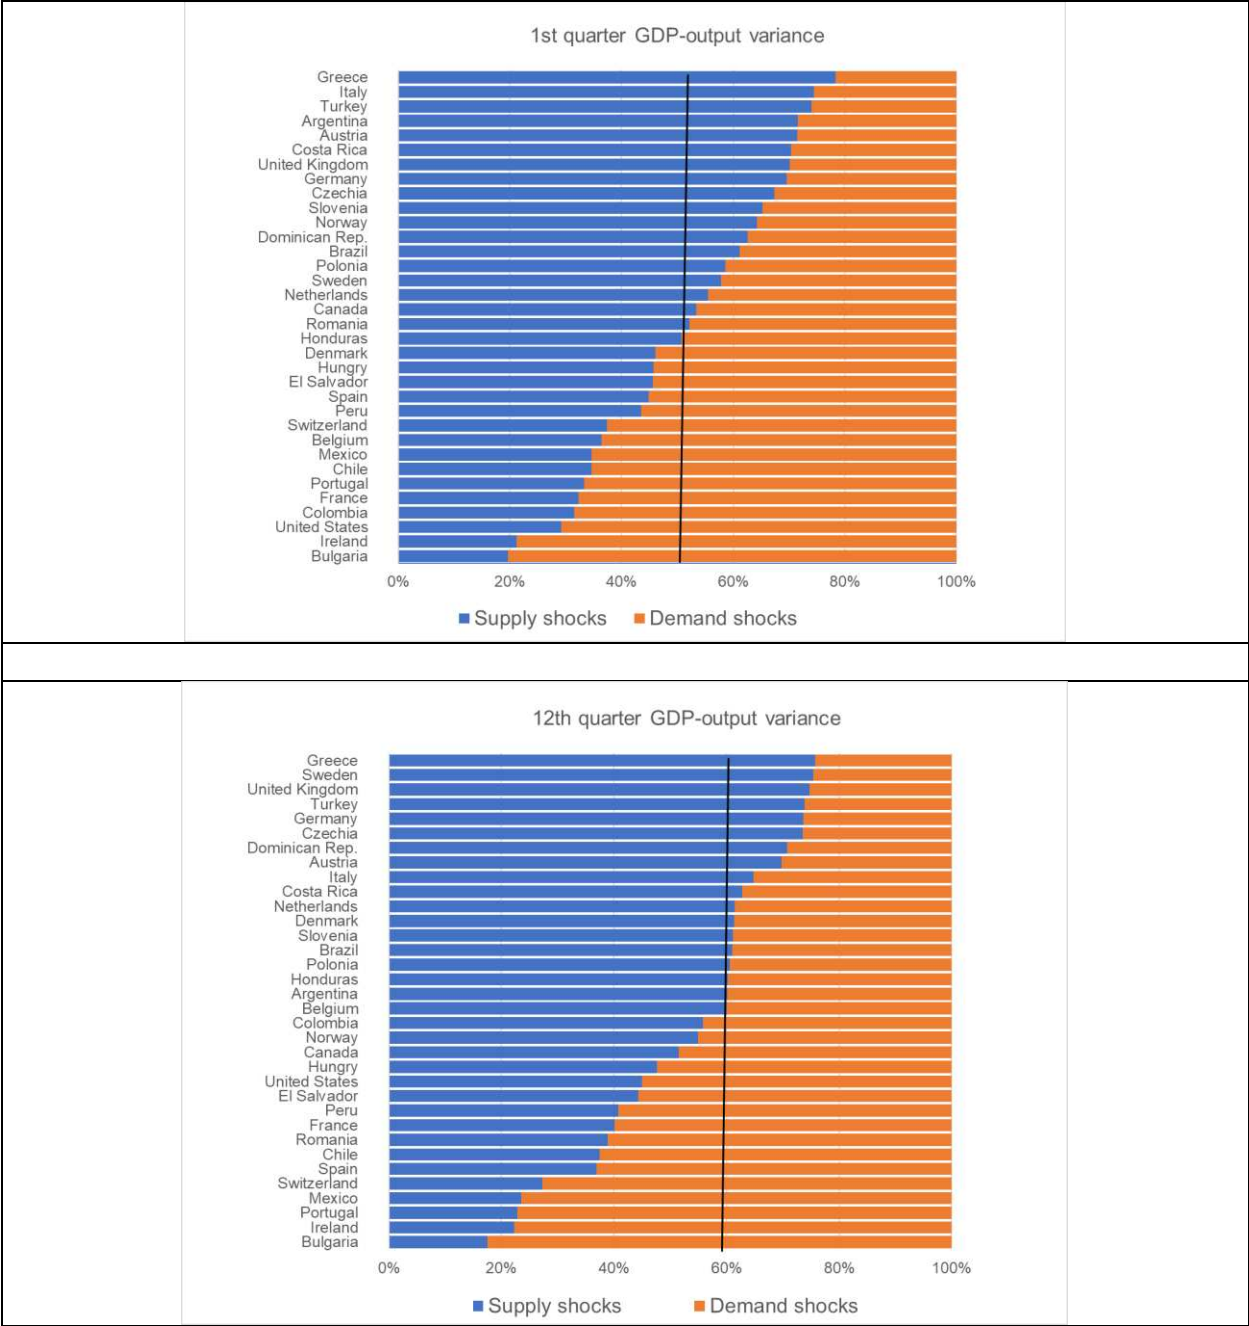 1st quarter GDP-output variance
Greece
Italy
Turkey
Argentina
Austria
Costa Rica
United Kingdom
Germany
Czechia
Slovenia
Norway
Dominican Rep.
Brazil
Polonia
Sweden
Netherlands
Canada
Romania
Honduras
Denmark
Hungry
El Salvador
Spain
Peru
Switzerland
Belgium
Mexico
Chile
Portugal
France
Colombia
United States
Ireland
Bulgaria
0% 20% 40% 60% 80% 100%
Supply shocks Demand shocks
12th quarter GDP-output variance
Greece
Sweden
United Kingdom
Turkey
Germany
Czechia
Dominican Rep.
Austria
Italy
Costa Rica
Netherlands
Denmark
Slovenia
Brazil
Polonia
Honduras
Argentina
Belgium
Colombia
Norway
Canada
Hungry
United States
El Salvador
Peru
France
Romania
Chile
Spain
Switzerland
Mexico
Portugal
Ireland
Bulgaria
0% 20% 40% 60% 80% 100%
Supply shocks Demand shocks